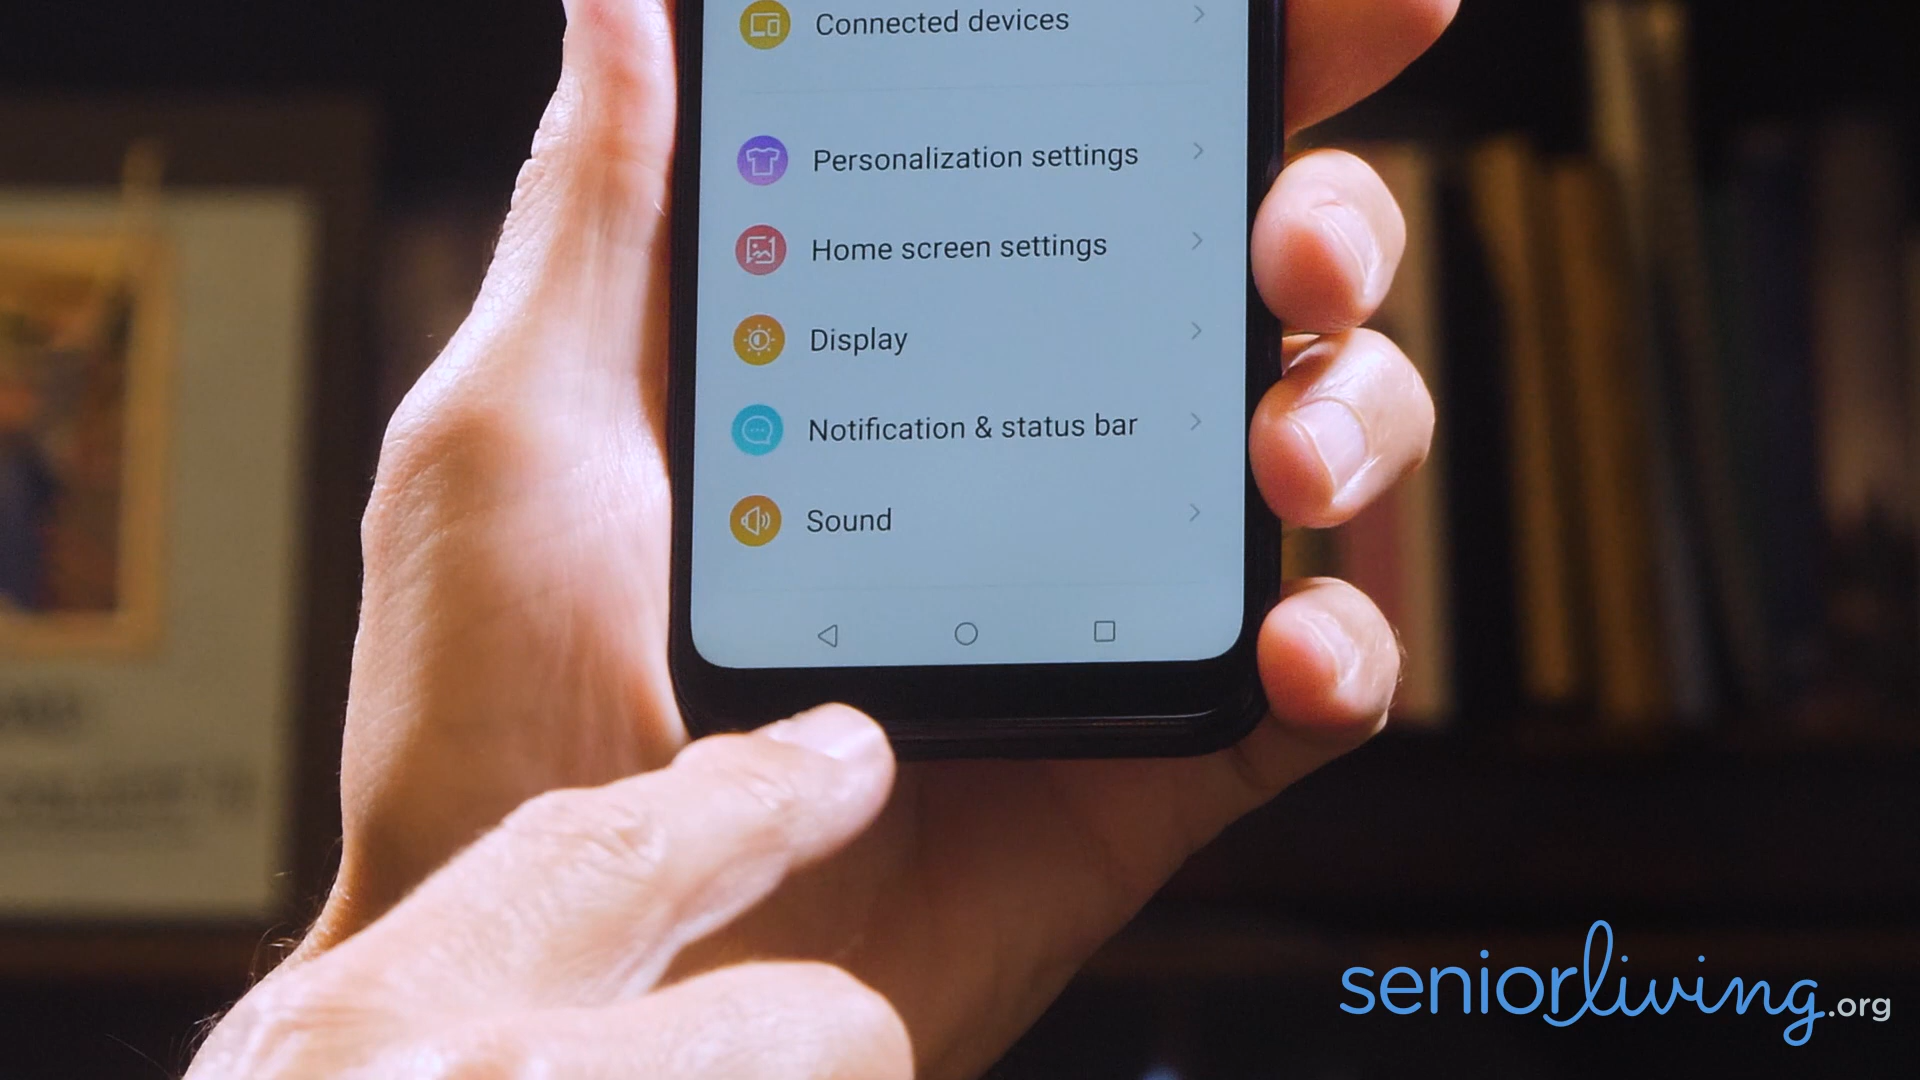 Connected devices
Personalization settings
Home screen settings
Display
Notification & status bar
Sound
seniorliving.org